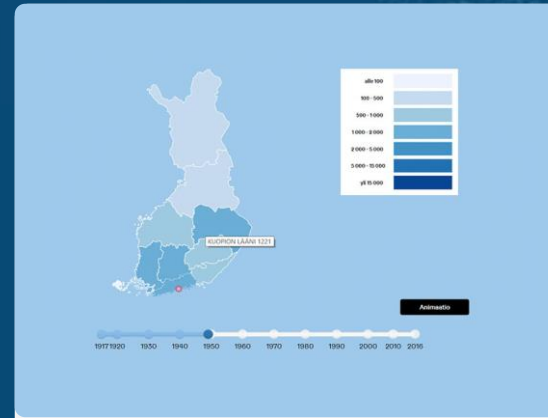 alle 100
100 - 500
500 - 1 000
1 000 - 2 000
2 000 - 5 000
5 000 - 15 000
yli 15 000
KUOPION LÄÄNI 1221
Animaatio
1917 1920 1930 1940 1950 1960 1970 1980 1990 2000 2010 2016